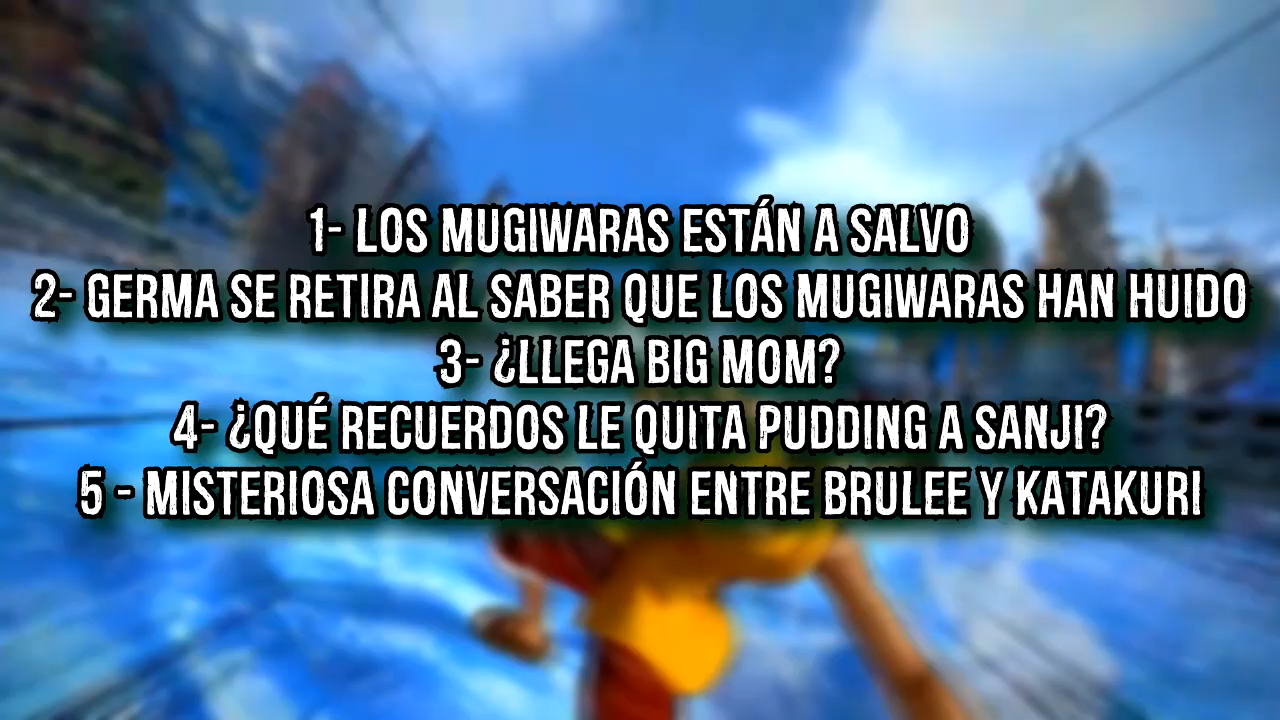 1- LOS MUGIWARAS ESTÁN A SALVO
2- GERMA SE RETIRA AL SABER QUE LOS MUGIWARAS HAN HUIDO
3- ¿LLEGA BIG MOM?
4- ¿QUÉ RECUERDOS LE QUITA PUDDING A SANJI?
5 - MISTERIOSA CONVERSACIÓN ENTRE BRULEE Y KATAKURI